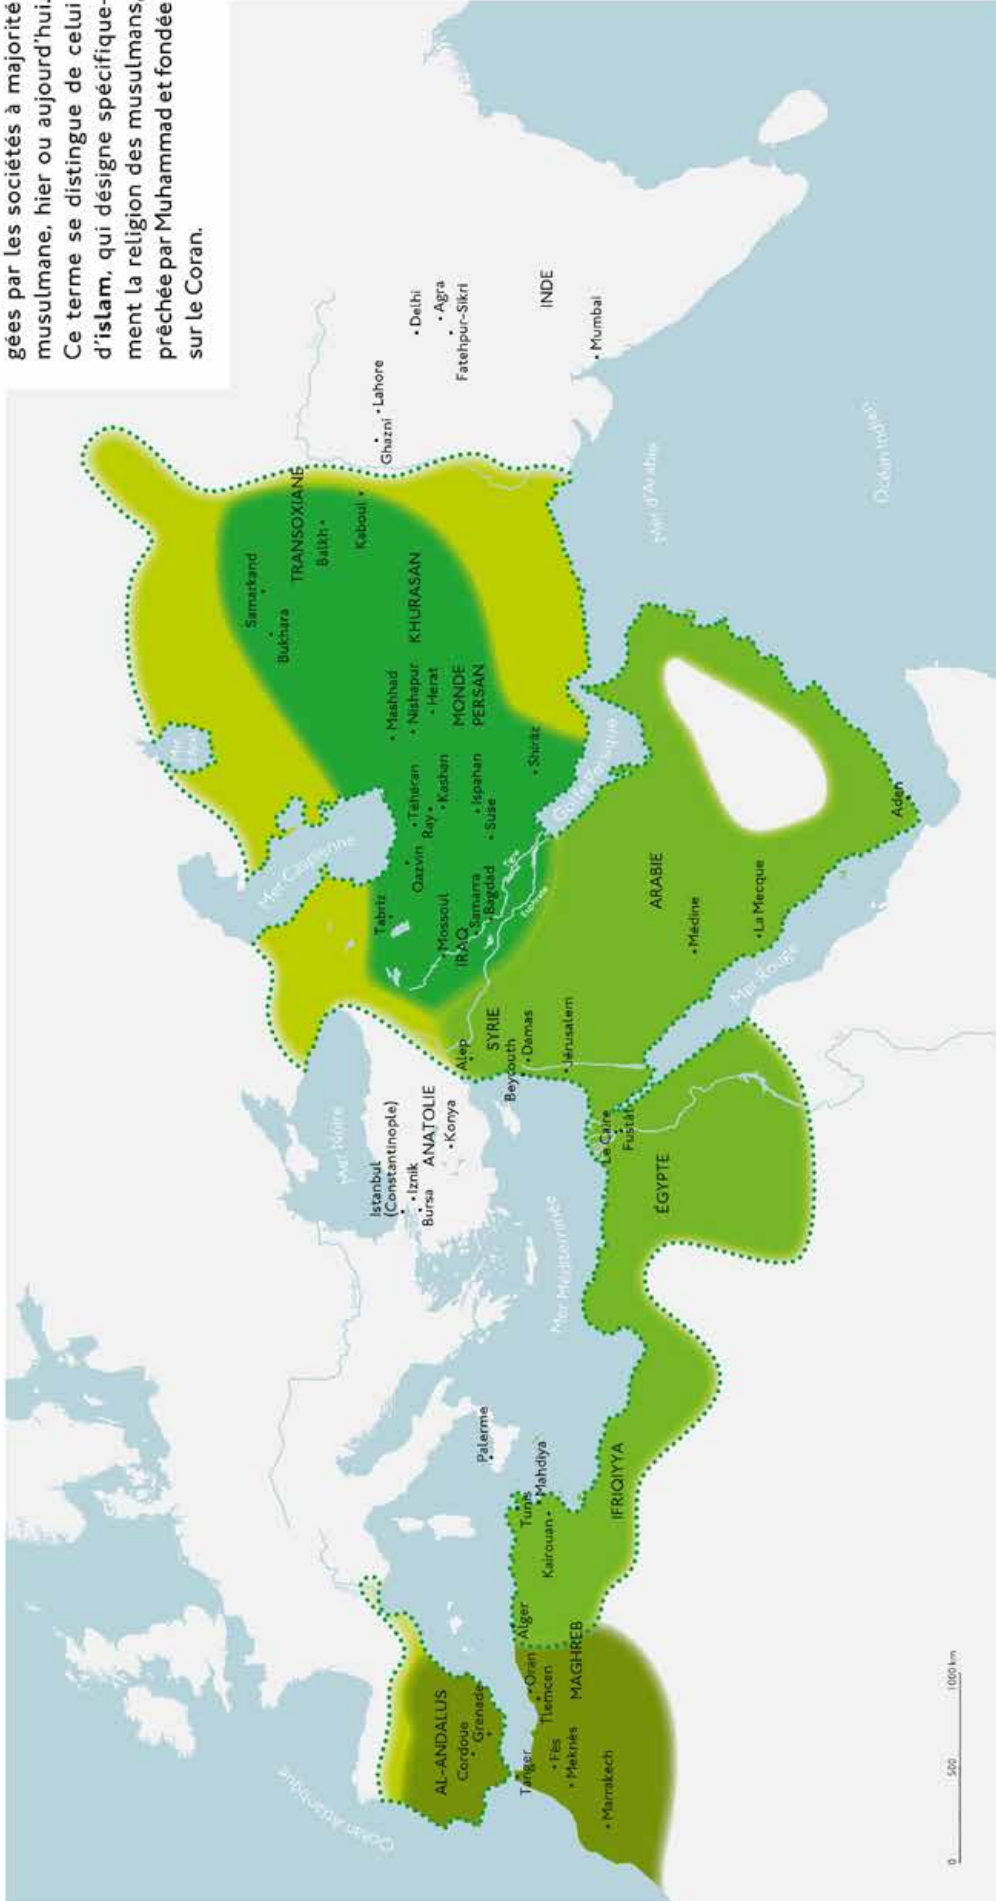 gées par les sociétés à majorité
musulmane, hier ou aujourd'hui.
Ce terme se distingue de celui
d'islam, qui désigne spécifique-
ment la religion des musulmans,
prêchée par Muhammad et fondée
sur le Coran.
Océan Atlantique
AL-ANDALUS
Cordoue
Grenade
Tanger
Fès
Meknès
Marrakech
Oran
Tlemcen
MAGHREB
Alger
Tunis
Kairouan
Mahdiya
IFRIQIYYA
Palerme
Mer Méditerranée
Mer Noire
Istanbul
(Constantinople)
Iznik
Bursa
ANATOLIE
Konya
Le Caire
Fustat
ÉGYPTE
Alep
SYRIE
Beyrouth
Damas
Jérusalem
Mer Rouge
ARABIE
Médine
La Mecque
Aden
Mer Caspienne
Tabriz
Mossoul
IRAQ
Samarra
Bagdad
Tigre
Euphrate
Qazvin
Téhéran
Ray
Kashan
Ispahan
Suse
Shiraz
Golfe Persique
Mashhad
Nishapur
Herat
MONDE
PERSAN
KHURASAN
Samarkand
Bukhara
TRANSOXIANE
Balkh
Kaboul
Ghazni
Lahore
Delhi
Agra
Fatehpur-Sikri
INDE
Mumbai
Mer d'Arabie
Océan Indien
0 500 1000 km